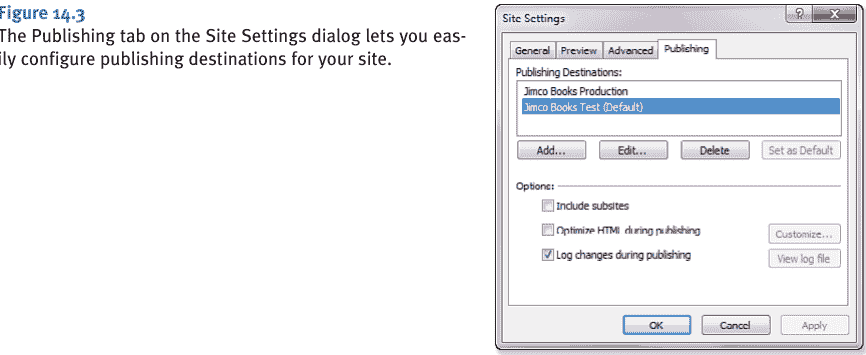 Figure 14.3
The Publishing tab on the Site Settings dialog lets you eas-
ily configure publishing destinations for your site.
Site Settings
General Preview Advanced Publishing
Publishing Destinations:
Jimco Books Production
Jimco Books Test (Default)
Add... Edit... Delete Set as Default
Options:
Include subsites
Optimize HTML during publishing
Customize...
Log changes during publishing
View log file
OK Cancel Apply